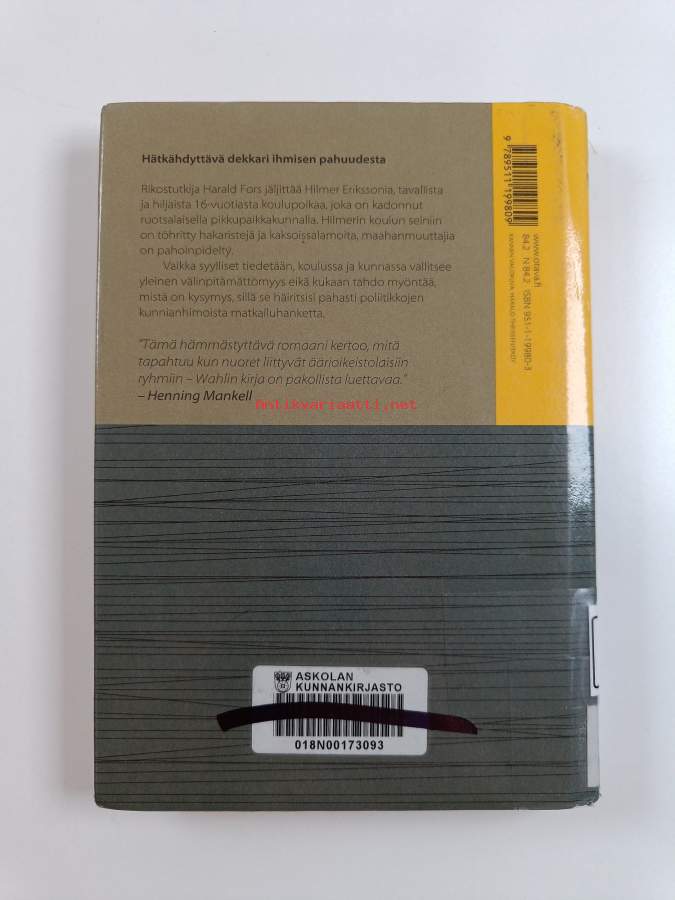 Hätkähdyttävä dekkari ihmisen pahuudesta
Rikostutkija Harald Fors jäljittää Hilmer Erikssonia, tavallista
ja hiljaista 16-vuotiasta koulupoikaa, joka on kadonnut
ruotsalaisella pikkupaikkakunnalla. Hilmerin koulun seiniin
on töhritty hakaristejä ja kaksoissalamoita, maahanmuuttajia
on pahoinpidelty.
Vaikka syylliset tiedetään, koulussa ja kunnassa vallitsee
yleinen välinpitämättömyys eikä kukaan tahdo myöntää,
mistä on kysymys, sillä se häiritsisi pahasti poliitikkojen
kunnianhimoista matkailuhanketta.
"Tämä hämmästyttävä romaani kertoo, mitä
tapahtuu kun nuoret liittyvät äärioikeistolaisiin
ryhmiin – Wahlin kirja on pakollista luettavaa."
– Henning Mankell
Antikvariaatti.net
9 789511 199809
www.otava.fi
84.2 N 84.2 ISBN 951-1-19980-3
ASKOLAN
KUNNANKIRJASTO
018N00173093